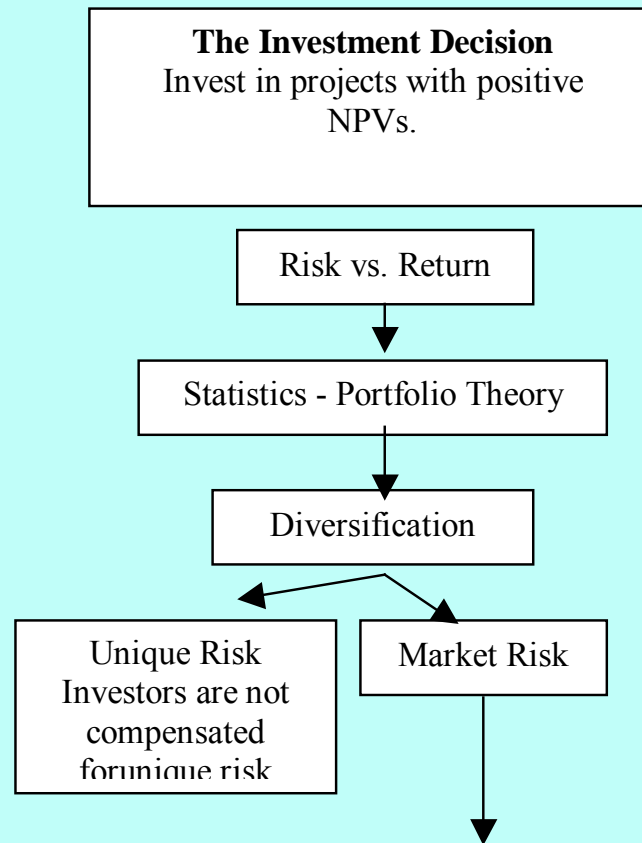 The Investment Decision
Invest in projects with positive
NPVs.
Risk vs. Return
Statistics - Portfolio Theory
Diversification
Unique Risk
Investors are not
compensated
forunique risk
Market Risk